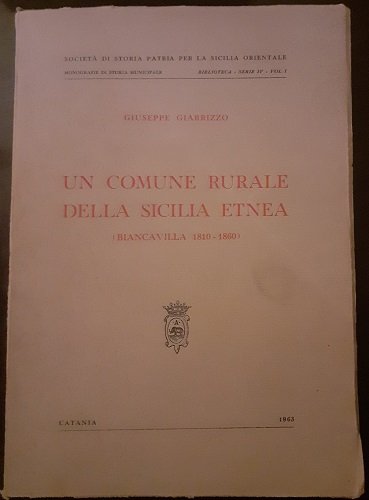 SOCIETÀ DI STORIA PATRIA PER LA SICILIA ORIENTALE
MONOGRAFIE DI STORIA MUNICIPALE BIBLIOTECA - SERIE IV - VOL. I
GIUSEPPE GIARRIZZO
UN COMUNE RURALE
DELLA SICILIA ETNEA
(BIANCAVILLA 1810-1860)
CATANIA 1963